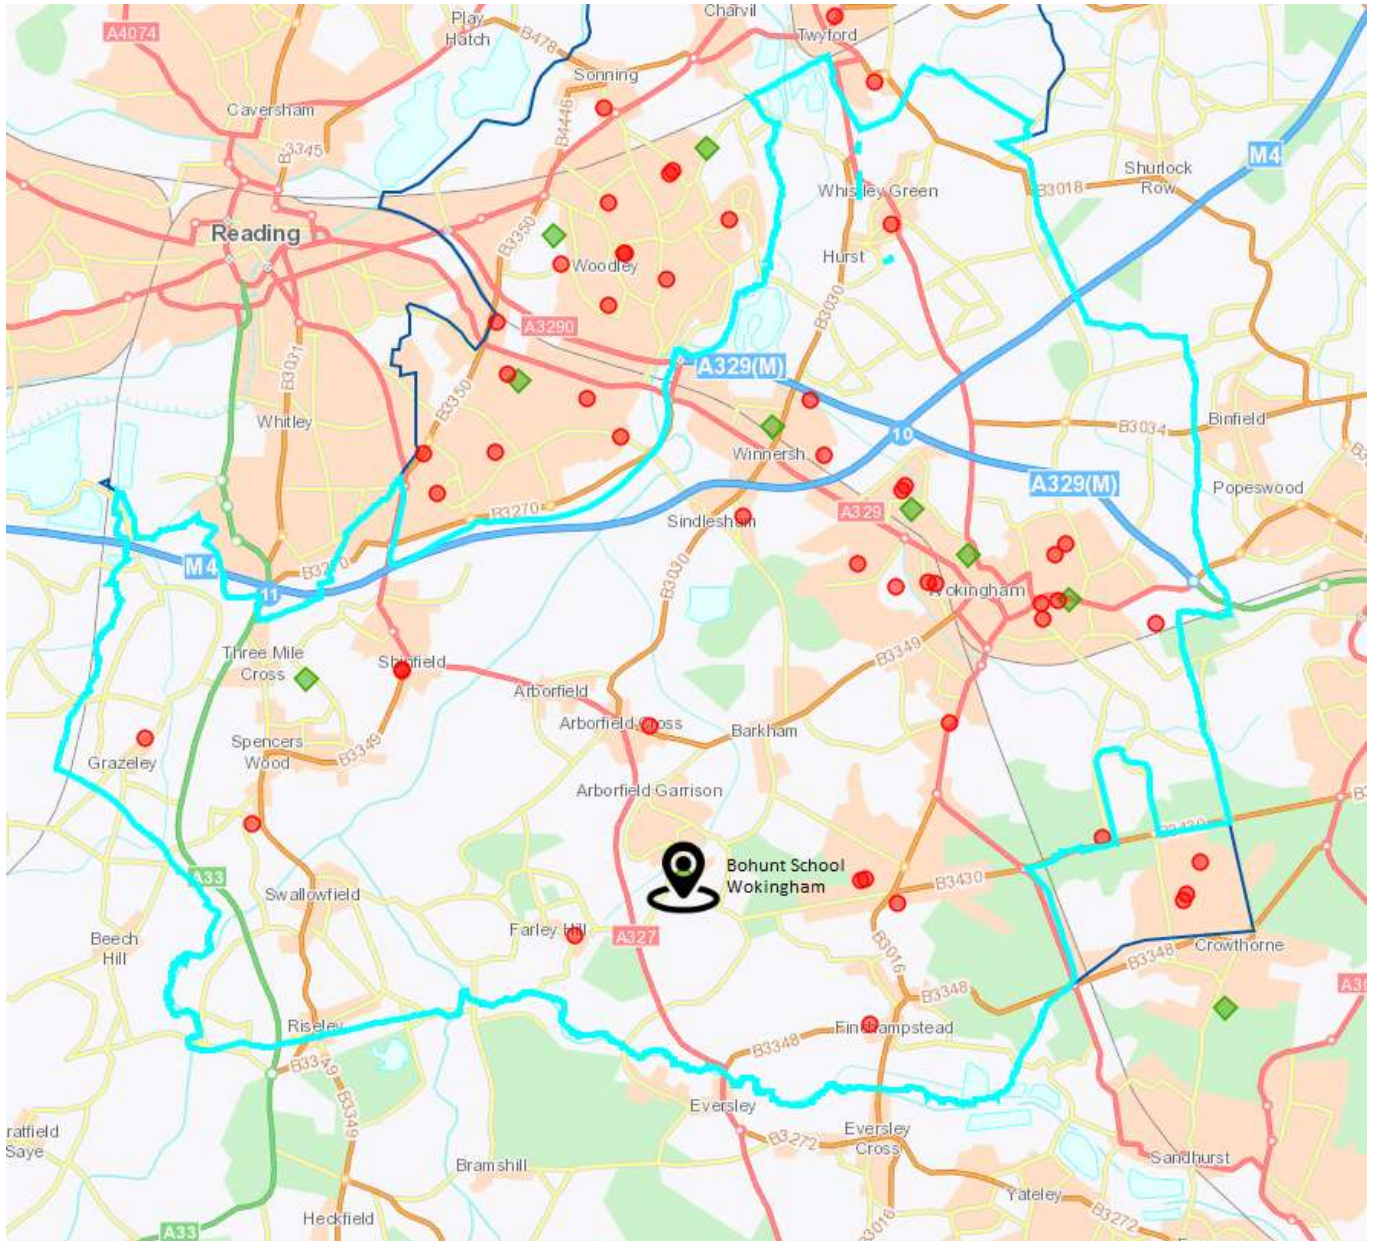 Charvil
Play
Hatch
A4074
B478
Twyford
Sonning
Caversham
B4446
B3345
M4
Shurlock
Row
B3018
Whistley Green
Reading
B3350
Hurst
Woodley
B3030
A3290
A329(M)
B3031
B3350
Whitley
Binfield
B3034
10
Winnersh
A329(M)
Popeswood
B3270
A329
Sindlesham
M4
B3270
11
B3030
Wokingham
Three Mile
Cross
Shinfield
B3349
Arborfield
Arborfield Cross
Barkham
Spencers
Wood
B3349
Grazeley
Arborfield Garrison
B3430
Bohunt School
Wokingham
A33
B3430
Swallowfield
Farley Hill
A327
Beech
Hill
B3016
Crowthorne
B3348
B3348
Riseley
Finchampstead
B3348
B3349
B3349
Eversley
Eversley
Cross
B3272
Bramshill
Sandhurst
Yateley
Heckfield
B3016
B3272
A33